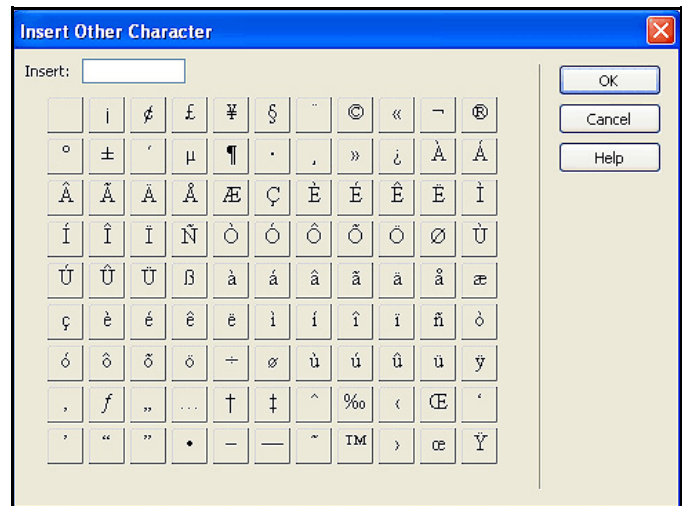 Insert Other Character
Insert:
OK
Cancel
Help
¡ ¢ £ ¥ § ¨ © « ¬ ®
° ± ´ µ ¶ · ¸ » ¿ À Á
 à Ä Å Æ Ç È É Ê Ë Ì
Í Î Ï Ñ Ò Ó Ô Õ Ö Ø Ù
Ú Û Ü ß à á â ã ä å æ
ç è é ê ë ì í î ï ñ ò
ó ô õ ö ÷ ø ù ú û ü ÿ
‚ ƒ „ … † ‡ ˆ ‰ ‹ Œ ‘
’ “ ” • – — ˜ ™ › œ Ÿ